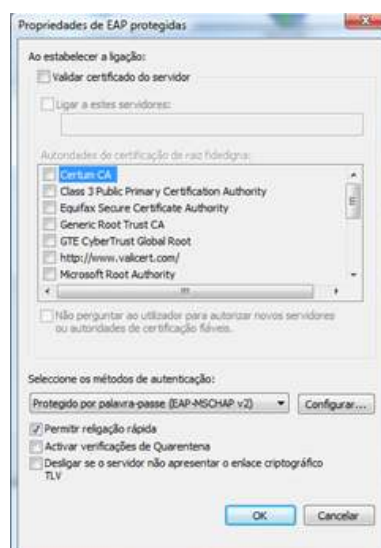 Propriedades de EAP protegidas
Ao estabelecer a ligação:
Validar certificado do servidor
Ligar a estes servidores:
Autoridades de certificação de raiz fidedigna:
Certum CA
Class 3 Public Primary Certification Authority
Equifax Secure Certificate Authority
Generic Root Trust CA
GTE CyberTrust Global Root
http://www.valicert.com/
Microsoft Root Authority
Não perguntar ao utilizador para autorizar novos servidores
ou autoridades de certificação fiáveis.
Seleccione os métodos de autenticação:
Protegido por palavra-passe (EAP-MSCHAP v2)
Configurar...
Permitir religação rápida
Activar verificações de Quarentena
Desligar se o servidor não apresentar o enlace criptográfico
TLV
OK
Cancelar